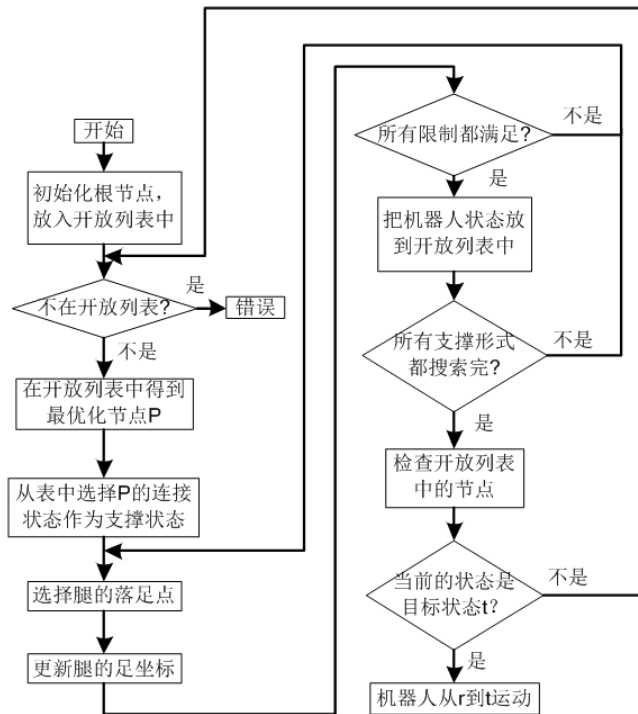 开始
初始化根节点，
放入开放列表中
不在开放列表?
是
错误
不是
在开放列表中得到
最优化节点P
从表中选择P的连接
状态作为支撑状态
选择腿的落足点
更新腿的足坐标
所有限制都满足?
不是
是
把机器人状态放
到开放列表中
所有支撑形式
都搜索完?
不是
是
检查开放列表
中的节点
当前的状态是
目标状态t?
不是
是
机器人从r到t运动